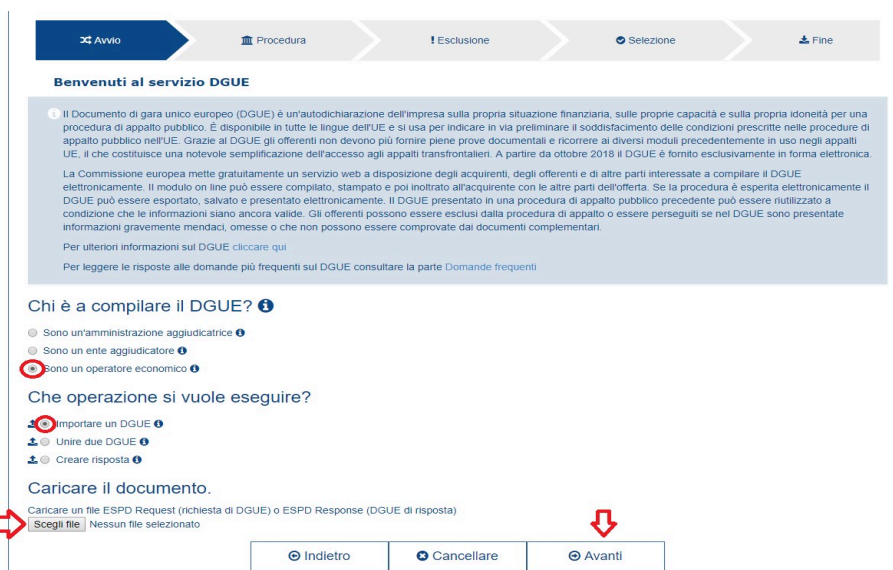 Avvio
Procedura
Esclusione
Selezione
Fine
Benvenuti al servizio DGUE
Il Documento di gara unico europeo (DGUE) è un'autodichiarazione dell'impresa sulla propria situazione finanziaria, sulle proprie capacità e sulla propria idoneità per una
procedura di appalto pubblico. È disponibile in tutte le lingue dell'UE e si usa per indicare in via preliminare il soddisfacimento delle condizioni prescritte nelle procedure di
appalto pubblico nell'UE. Grazie al DGUE gli offerenti non devono più fornire piene prove documentali e ricorrere ai diversi moduli precedentemente in uso negli appalti
UE, il che costituisce una notevole semplificazione dell'accesso agli appalti transfrontalieri. A partire da ottobre 2018 il DGUE è fornito esclusivamente in forma elettronica.
La Commissione europea mette gratuitamente un servizio web a disposizione degli acquirenti, degli offerenti e di altre parti interessate a compilare il DGUE
elettronicamente. Il modulo on line può essere compilato, stampato e poi inoltrato all'acquirente con le altre parti dell'offerta. Se la procedura è esperita elettronicamente il
DGUE può essere esportato, salvato e presentato elettronicamente. Il DGUE presentato in una procedura di appalto pubblico precedente può essere riutilizzato a
condizione che le informazioni siano ancora valide. Gli offerenti possono essere esclusi dalla procedura di appalto o essere perseguiti se nel DGUE sono presentate
informazioni gravemente mendaci, omesse o che non possono essere comprovate dai documenti complementari.
Per ulteriori informazioni sul DGUE cliccare qui
Per leggere le risposte alle domande più frequenti sul DGUE consultare la parte Domande frequenti
Chi è a compilare il DGUE?
Sono un'amministrazione aggiudicatrice
Sono un ente aggiudicatore
Sono un operatore economico
Che operazione si vuole eseguire?
Importare un DGUE
Unire due DGUE
Creare risposta
Caricare il documento.
Caricare un file ESPD Request (richiesta di DGUE) o ESPD Response (DGUE di risposta)
Scegli file Nessun file selezionato
Indietro
Cancellare
Avanti